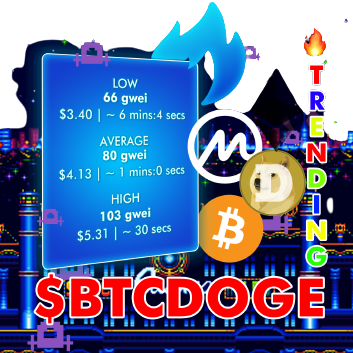 LOW
66 gwei
$3.40 | ~ 6 mins:4 secs
AVERAGE
80 gwei
$4.13 | ~ 1 mins:0 secs
HIGH
103 gwei
$5.31 | ~ 30 secs
TRENDING
$BTCDOGE